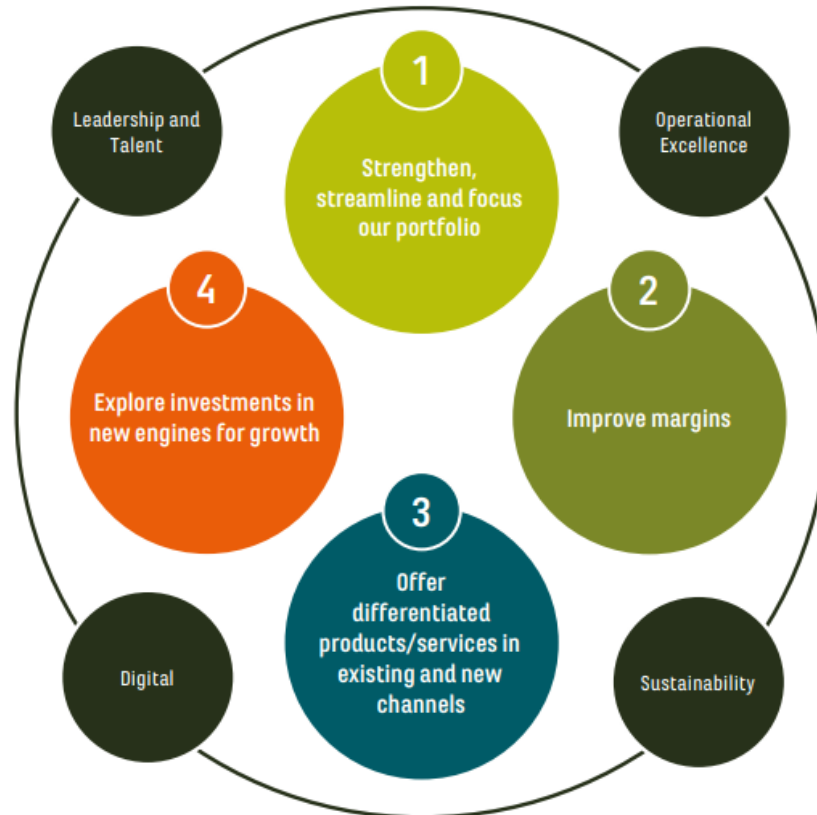 1
Strengthen,
streamline and focus
our portfolio
Leadership and
Talent
Operational
Excellence
4
Explore investments in
new engines for growth
2
Improve margins
3
Offer
differentiated
products/services in
existing and new
channels
Digital
Sustainability